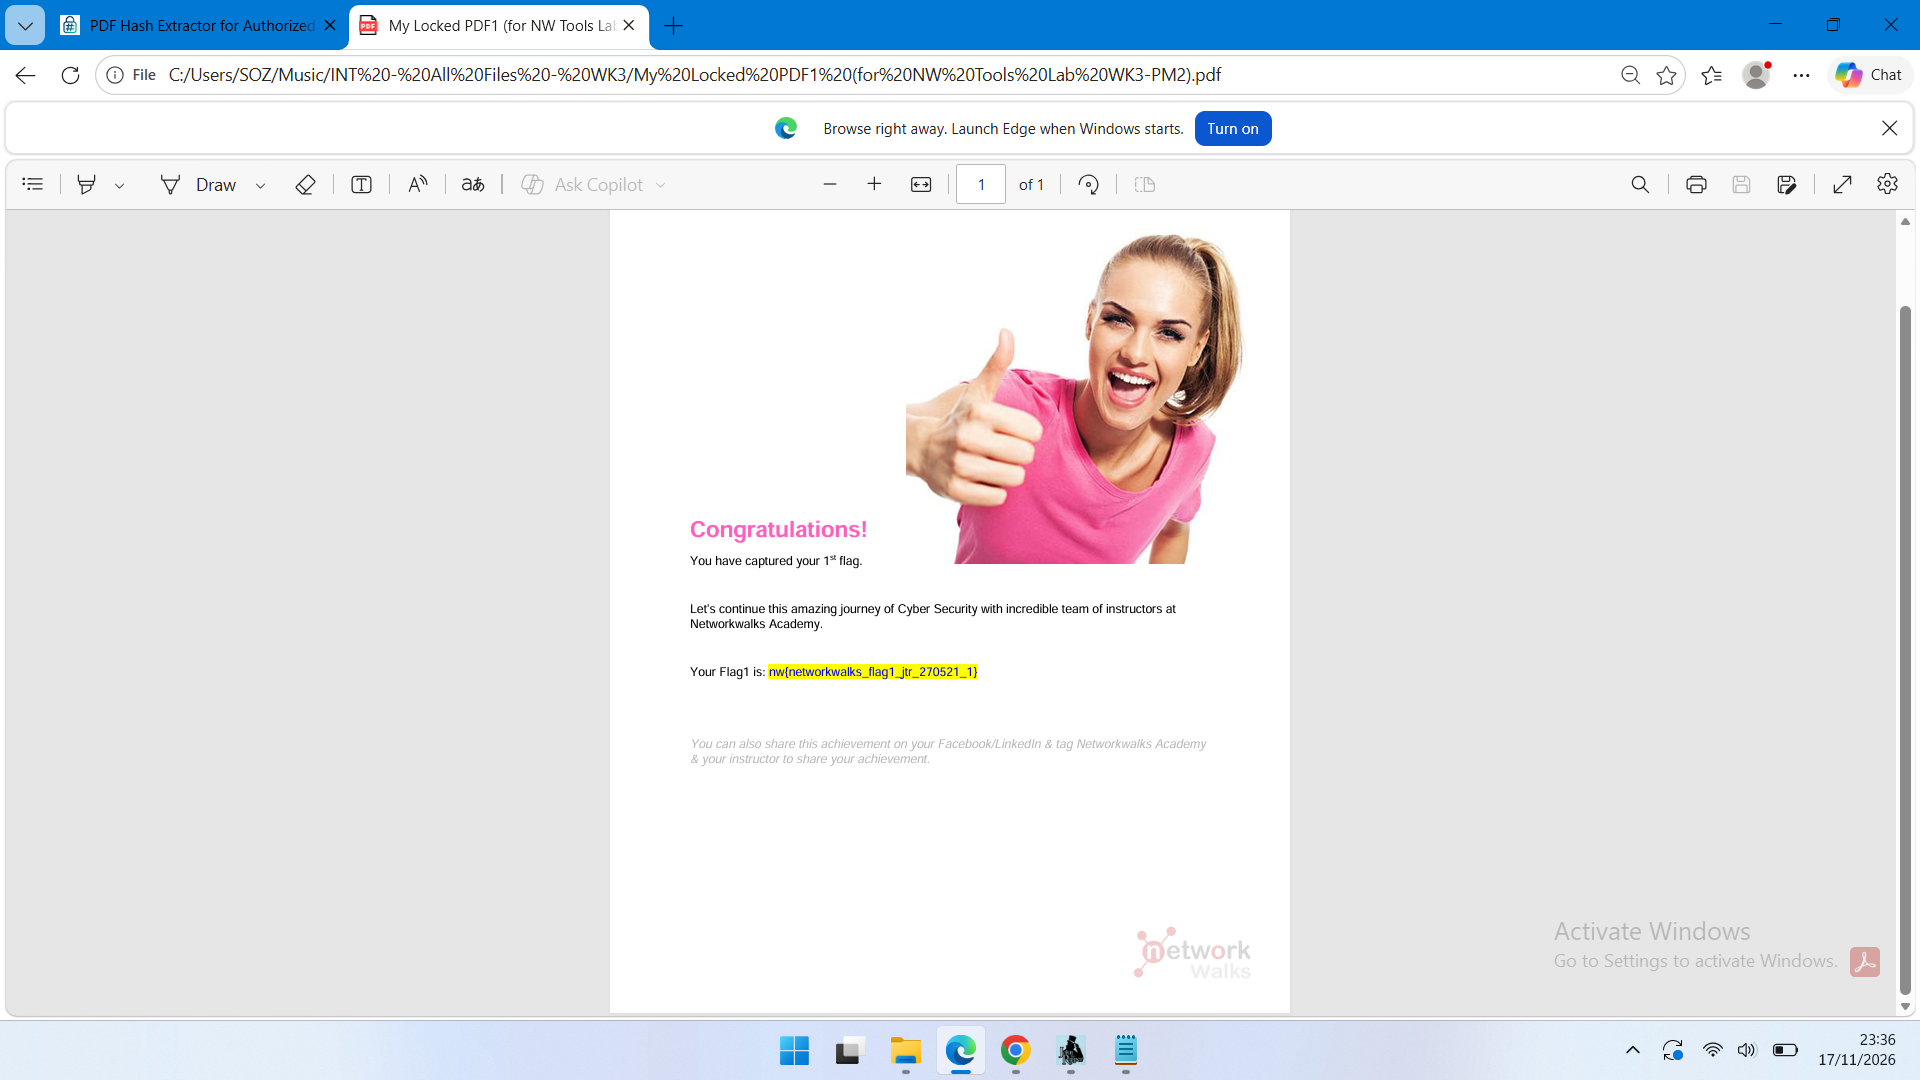 PDF Hash Extractor for Authorized
My Locked PDF1 (for NW Tools La
File C:/Users/SOZ/Music/INT%20-%20All%20Files%20-%20WK3/My%20Locked%20PDF1%20(for%20NW%20Tools%20Lab%20WK3-PM2).pdf
Chat
Browse right away. Launch Edge when Windows starts. Turn on
Draw Ask Copilot 1 of 1
Congratulations!
You have captured your 1st flag.
Let's continue this amazing journey of Cyber Security with incredible team of instructors at
Networkwalks Academy.
Your Flag1 is: nw{networkwalks_flag1_jtr_270521_1}
You can also share this achievement on your Facebook/LinkedIn & tag Networkwalks Academy
& your instructor to share your achievement.
network
Walks
Activate Windows
Go to Settings to activate Windows.
23:36
17/11/2026